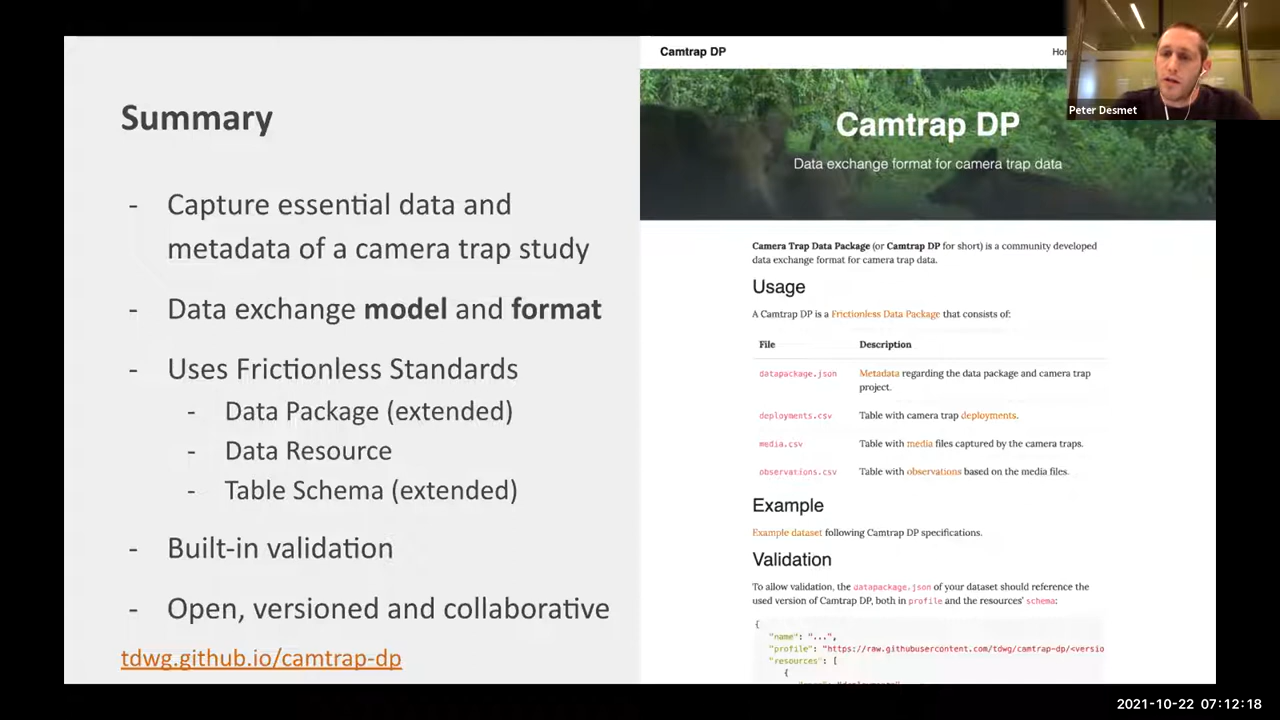 Summary
- Capture essential data and
metadata of a camera trap study
- Data exchange model and format
- Uses Frictionless Standards
- Data Package (extended)
- Data Resource
- Table Schema (extended)
- Built-in validation
- Open, versioned and collaborative
tdwg.github.io/camtrap-dp
Camtrap DP
Camtrap DP
Data exchange format for camera trap data
Camera Trap Data Package (or Camtrap DP for short) is a community developed
data exchange format for camera trap data.
Usage
A Camtrap DP is a Frictionless Data Package that consists of:
File Description
datapackage.json Metadata regarding the data package and camera trap
project.
deployments.csv Table with camera trap deployments.
media.csv Table with media files captured by the camera traps.
observations.csv Table with observations based on the media files.
Example
Example dataset following Camtrap DP specifications.
Validation
To allow validation, the datapackage.json of your dataset should reference the
used version of Camtrap DP, both in profile and the resources' schema:
{
"name": "...",
"profile": "https://raw.githubusercontent.com/tdwg/camtrap-dp/<versio
"resources": [
{
Peter Desmet
2021-10-22 07:12:18